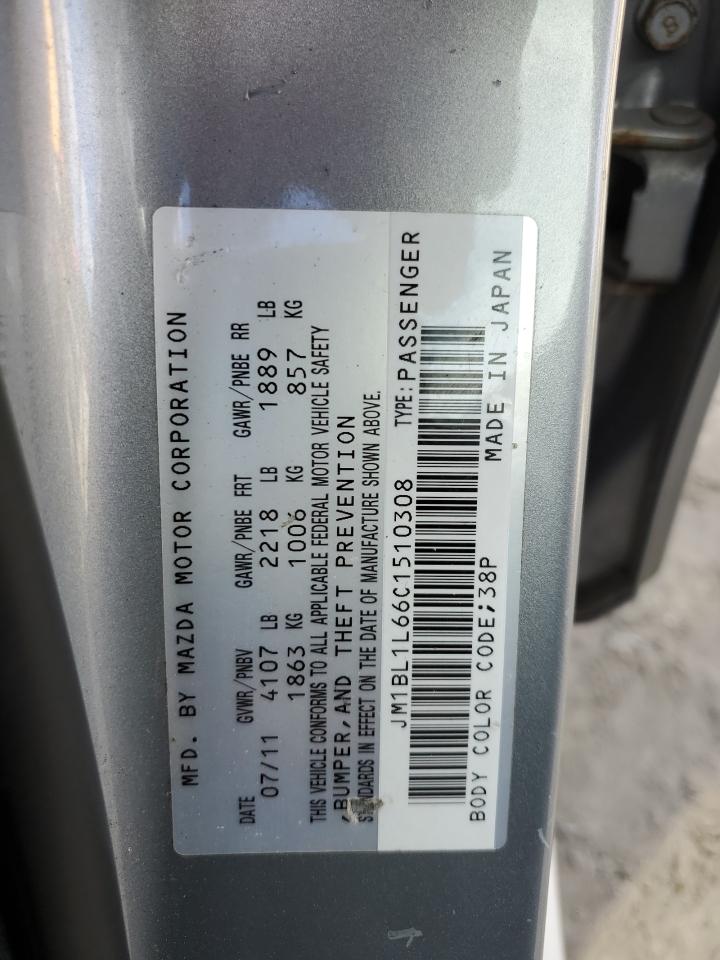 MFD. BY MAZDA MOTOR CORPORATION
DATE GVWR/PNBV GAWR/PNBE FRT GAWR/PNBE RR
07/11 4107 LB 2218 LB 1889 LB
1863 KG 1006 KG 857 KG
THIS VEHICLE CONFORMS TO ALL APPLICABLE FEDERAL MOTOR VEHICLE SAFETY
,BUMPER,AND THEFT PREVENTION
STANDARDS IN EFFECT ON THE DATE OF MANUFACTURE SHOWN ABOVE.
JM1BL1L66C1510308 TYPE:PASSENGER
BODY COLOR CODE;38P MADE IN JAPAN
8